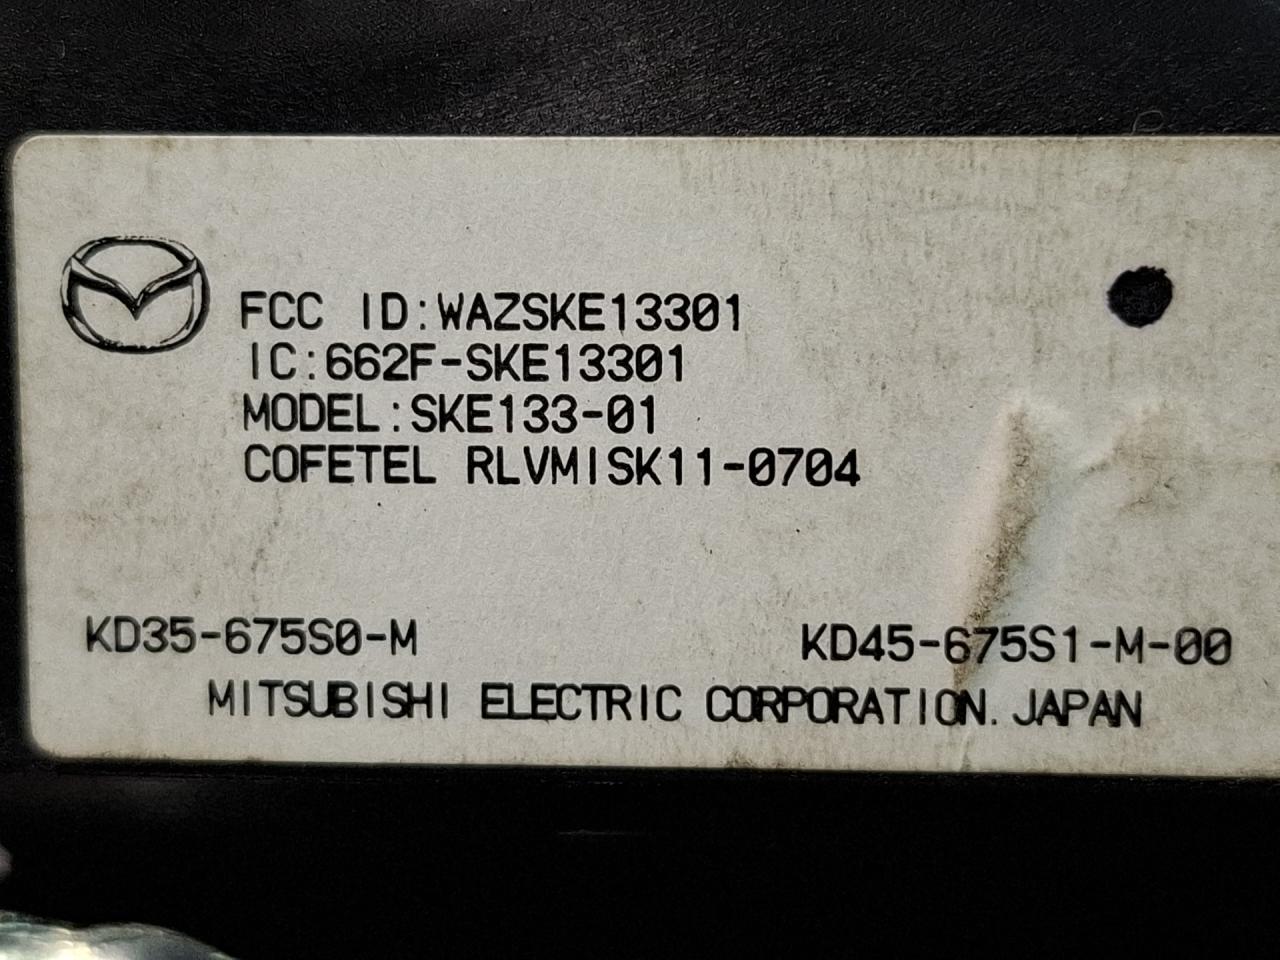 FCC ID:WAZSKE13301
IC:662F-SKE13301
MODEL:SKE133-01
COFETEL RLVMISK11-0704
KD35-675S0-M
KD45-675S1-M-00
MITSUBISHI ELECTRIC CORPORATION. JAPAN